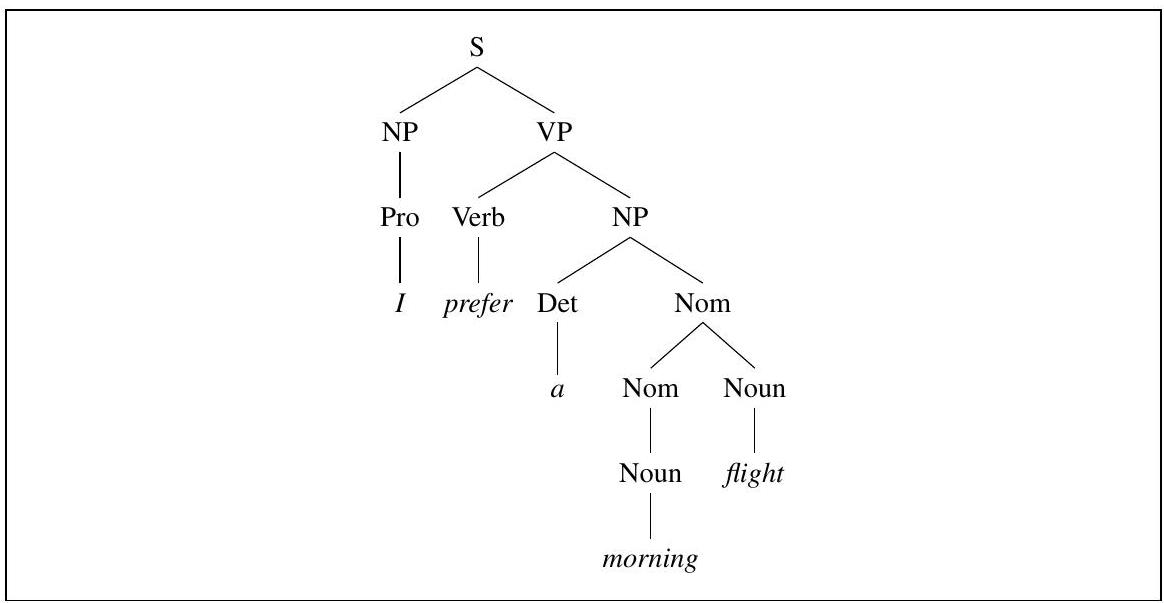 S
NP VP
Pro Verb NP
I prefer Det Nom
a Nom Noun
Noun flight
morning